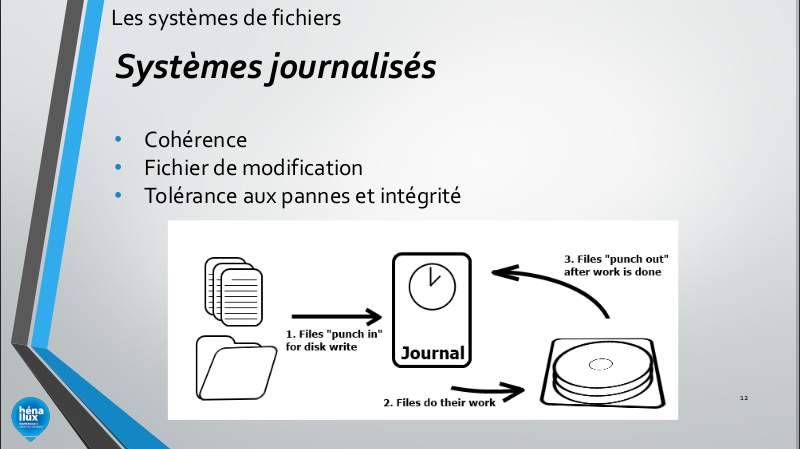 Les systèmes de fichiers
Systèmes journalisés
• Cohérence
• Fichier de modification
• Tolérance aux pannes et intégrité
3. Files "punch out"
after work is done
1. Files "punch in"
for disk write
Journal
2. Files do their work
12
héna
llux